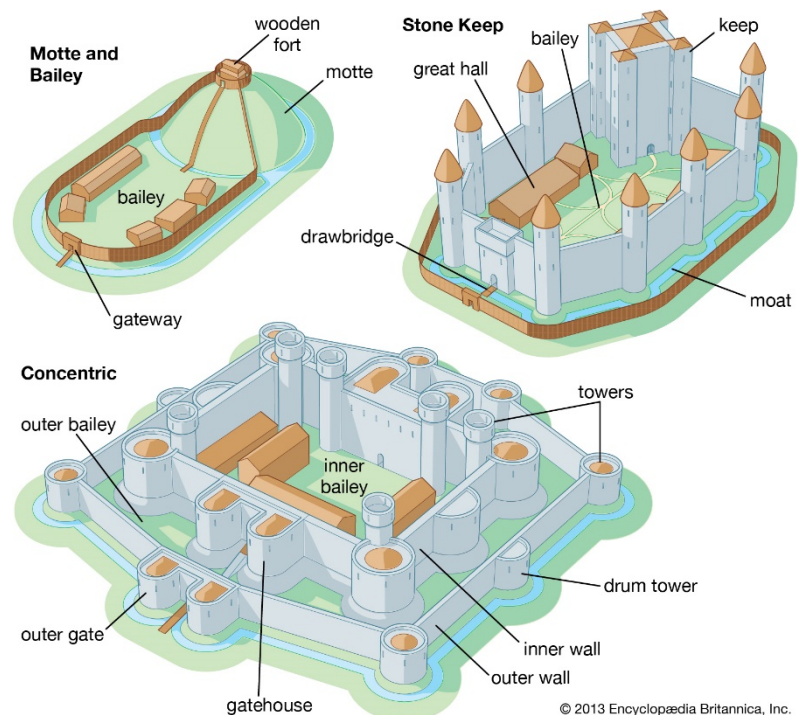 Motte and
Bailey
wooden
fort
motte
bailey
gateway
Stone Keep
bailey
keep
great hall
drawbridge
moat
Concentric
outer bailey
inner
bailey
towers
drum tower
inner wall
outer wall
outer gate
gatehouse
© 2013 Encyclopædia Britannica, Inc.